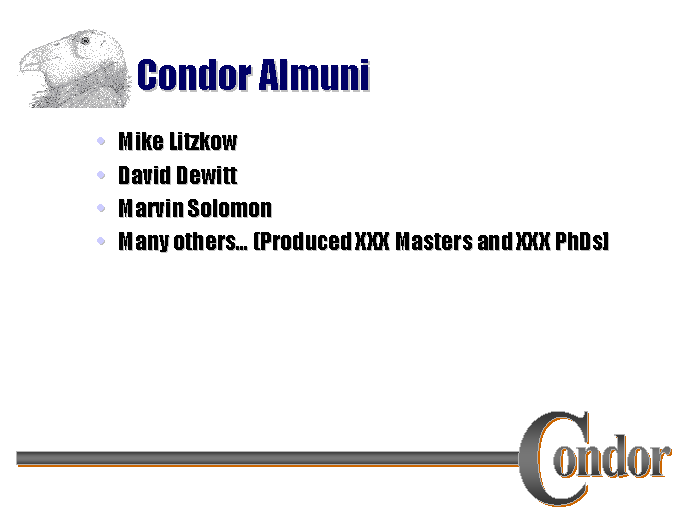 Condor Almuni
• Mike Litzkow
• David Dewitt
• Marvin Solomon
• Many others... (Produced XXX Masters and XXX PhDs]
Condor